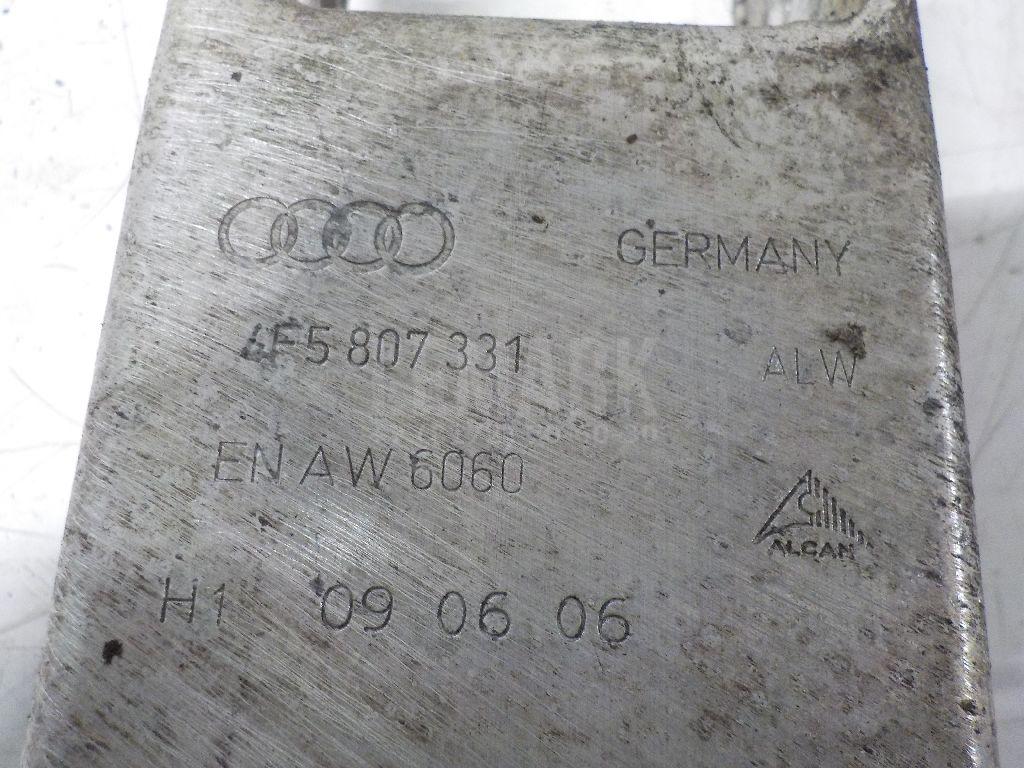 GERMANY
4F5 807 331
ALW
EN AW 6060
ALCAN
H1 09 06 06